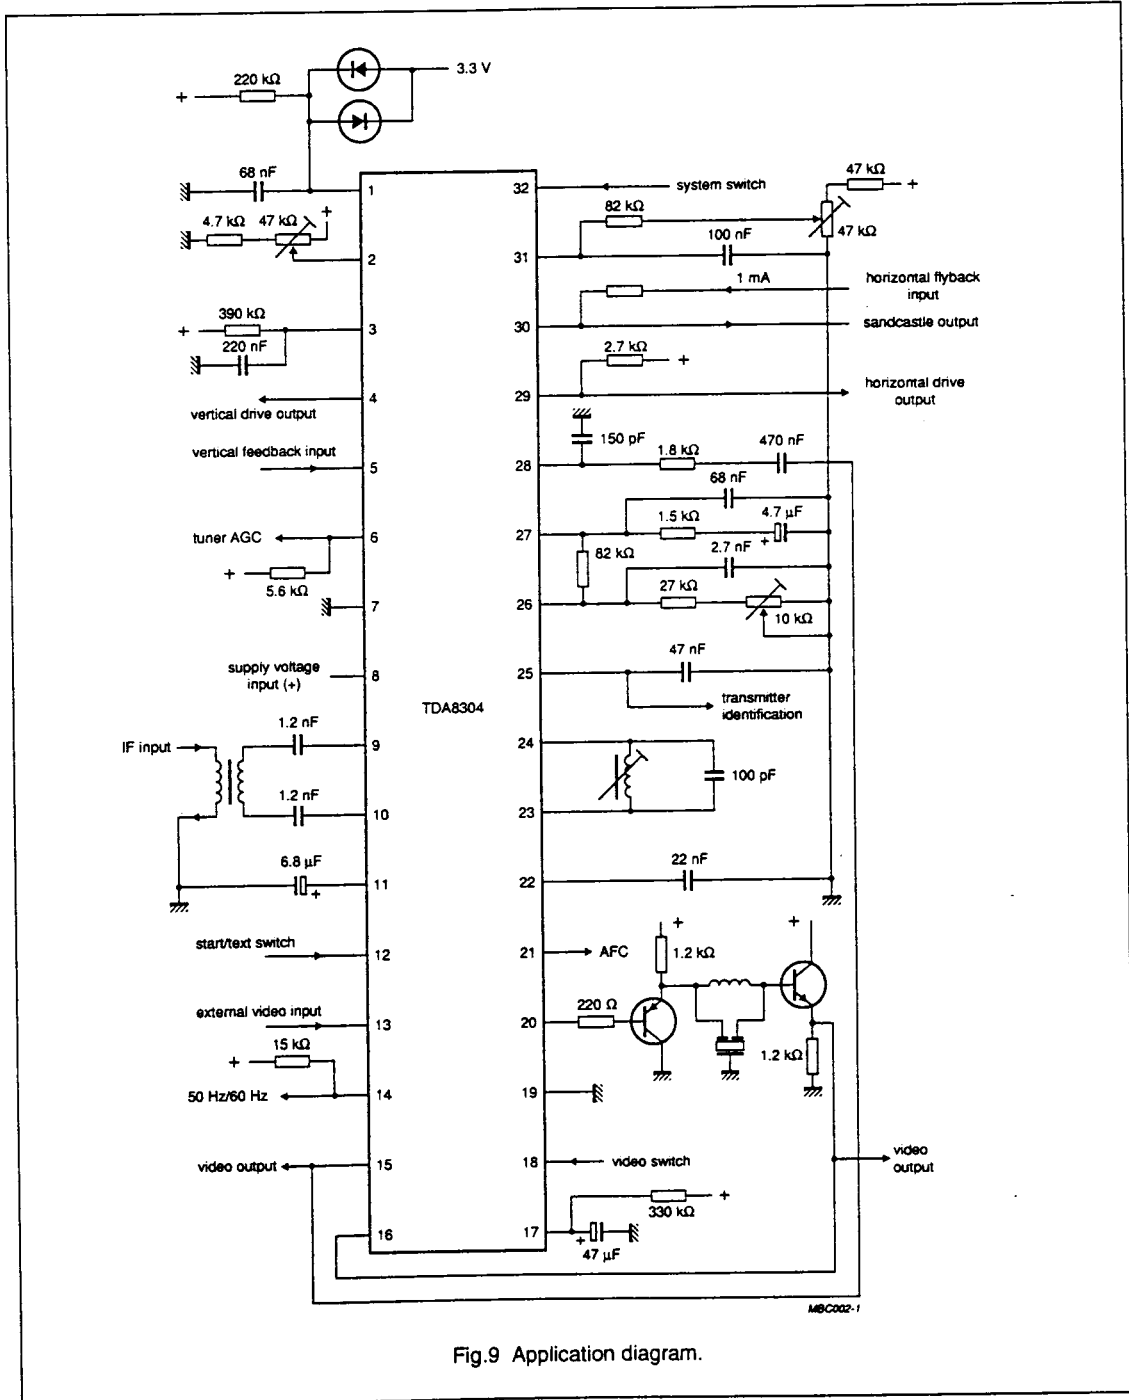 3.3 V
220 kΩ
+
68 nF
1
4.7 kΩ
47 kΩ
+
2
390 kΩ
+
3
220 nF
4
vertical drive output
vertical feedback input
5
tuner AGC
6
+
5.6 kΩ
7
supply voltage
input (+)
8
TDA8304
1.2 nF
IF input
9
1.2 nF
10
6.8 µF
+
11
start/text switch
12
external video input
13
15 kΩ
+
50 Hz/60 Hz
14
video output
15
16
32
system switch
47 kΩ
+
82 kΩ
47 kΩ
100 nF
31
1 mA
horizontal flyback
input
30
sandcastle output
2.7 kΩ
+
29
horizontal drive
output
150 pF
470 nF
1.8 kΩ
28
68 nF
1.5 kΩ
4.7 µF
27
+
82 kΩ
2.7 nF
27 kΩ
26
10 kΩ
47 nF
25
transmitter
identification
24
100 pF
23
22 nF
22
+
+
21
AFC
1.2 kΩ
220 Ω
20
1.2 kΩ
19
18
video switch
video
output
+
330 kΩ
17
+
47 µF
MBC002-1
Fig.9 Application diagram.